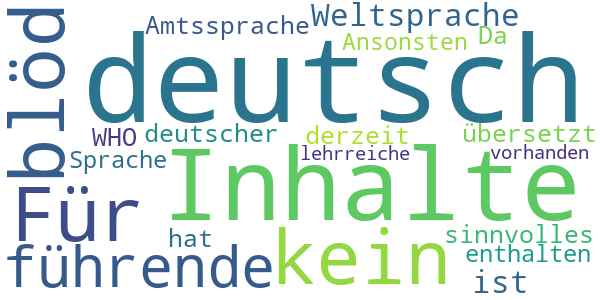 blöd
Amtssprache
Weltsprache
Ansonsten
Da
deutsch
WHO
deutscher
derzeit
übersetzt
Sprache
lehrreiche
vorhanden
Für
Inhalte
hat
kein
sinnvolles
führende
enthalten
ist